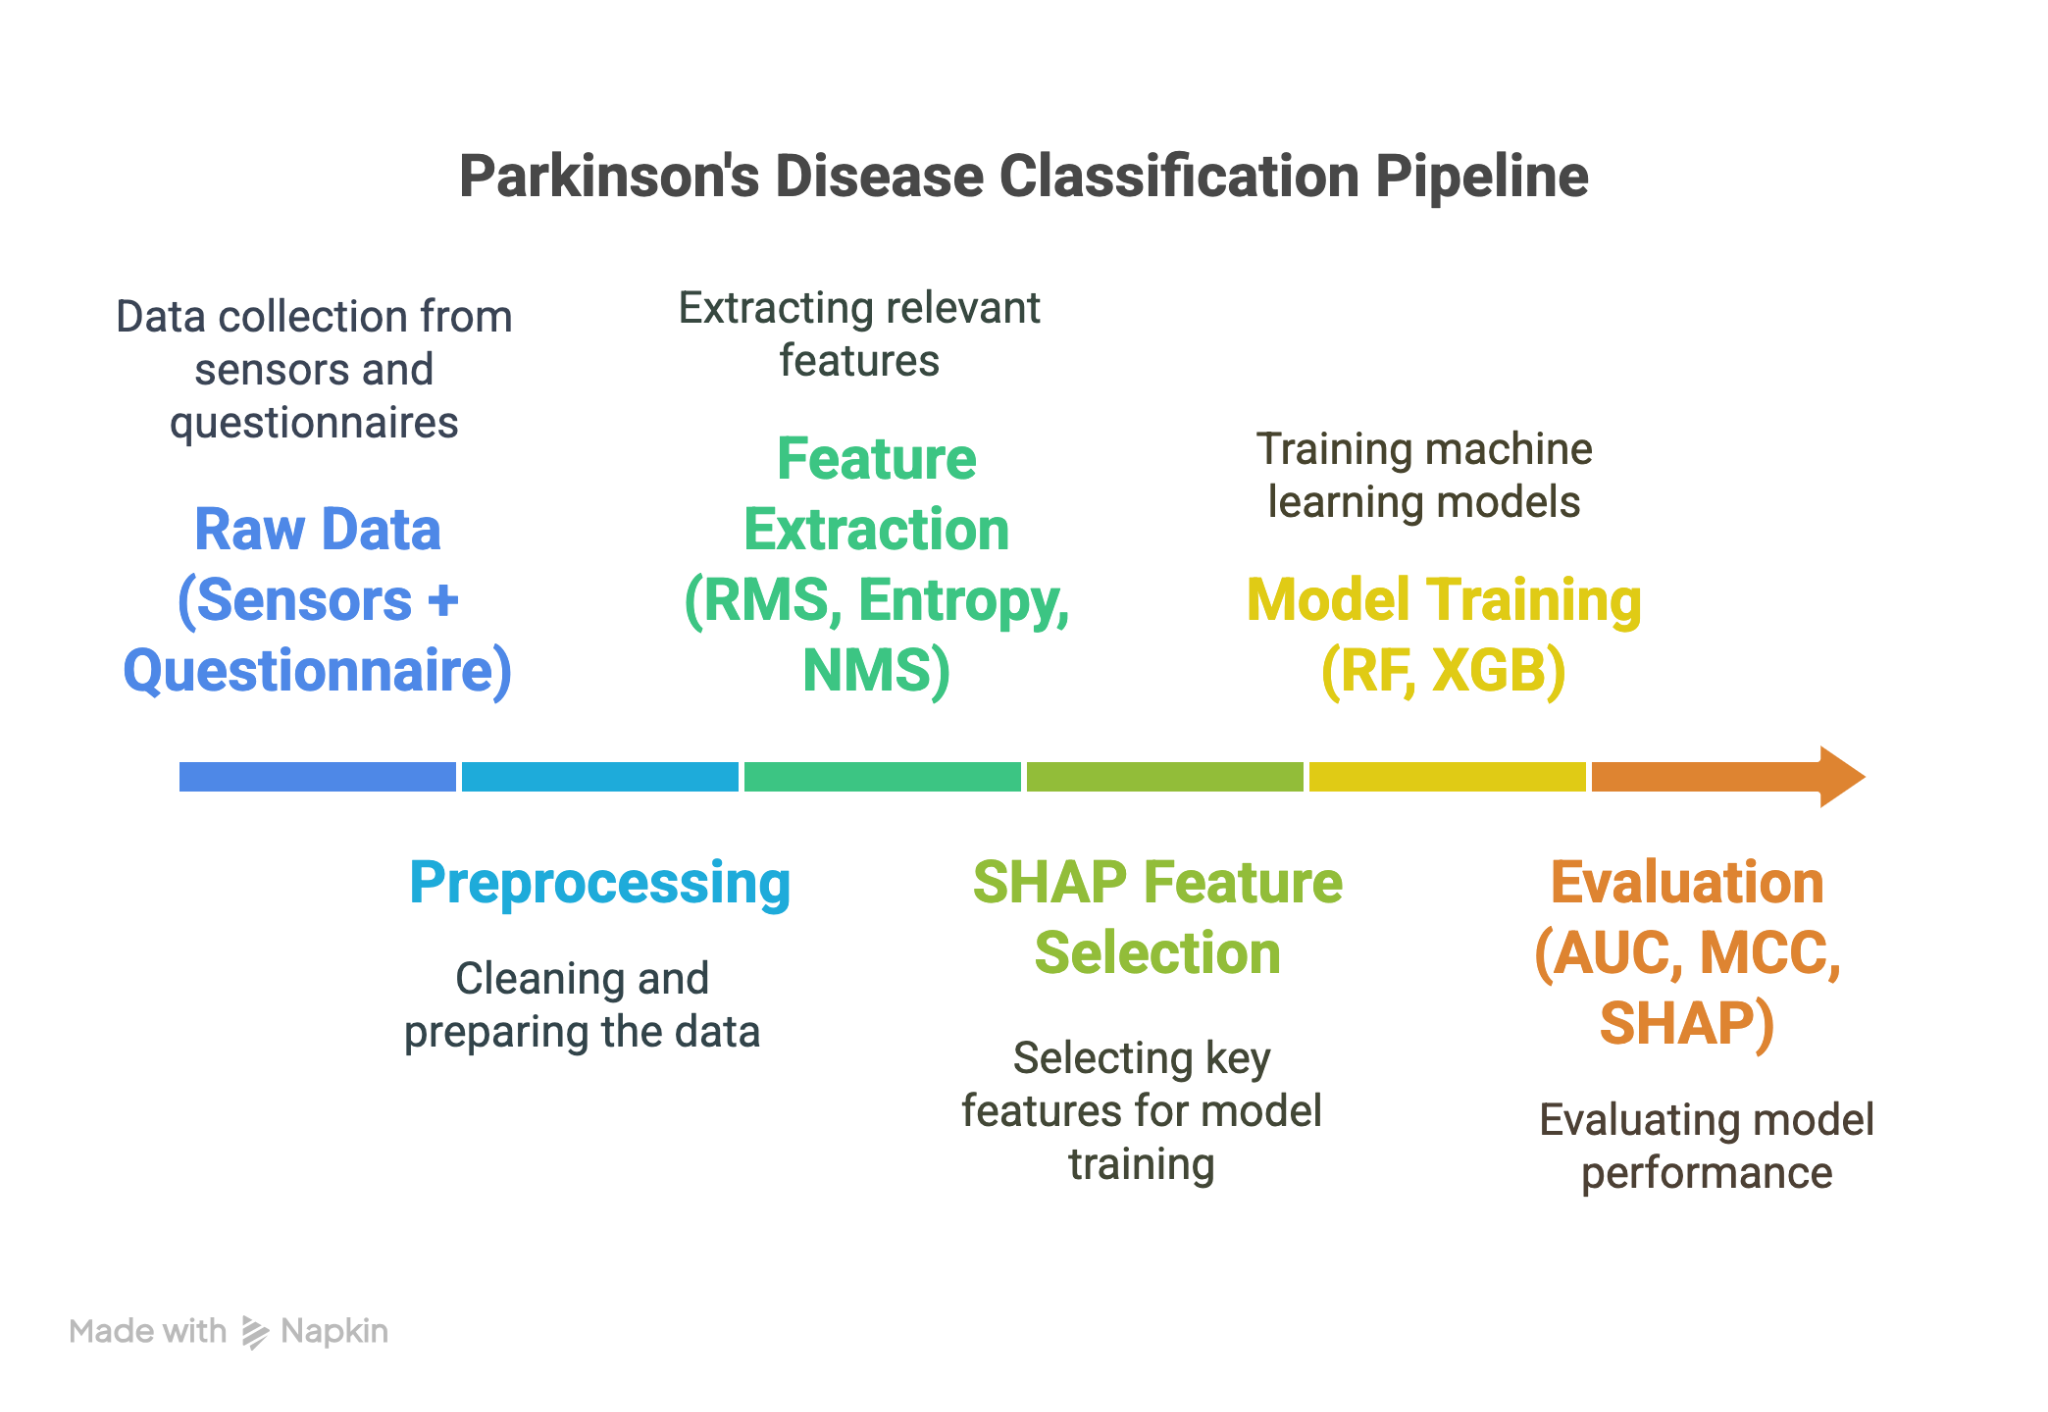 Parkinson's Disease Classification Pipeline
Data collection from
sensors and
questionnaires
Raw Data
(Sensors +
Questionnaire)
Preprocessing
Cleaning and
preparing the data
Extracting relevant
features
Feature
Extraction
(RMS, Entropy,
NMS)
SHAP Feature
Selection
Selecting key
features for model
training
Training machine
learning models
Model Training
(RF, XGB)
Evaluation
(AUC, MCC,
SHAP)
Evaluating model
performance
Made with Napkin